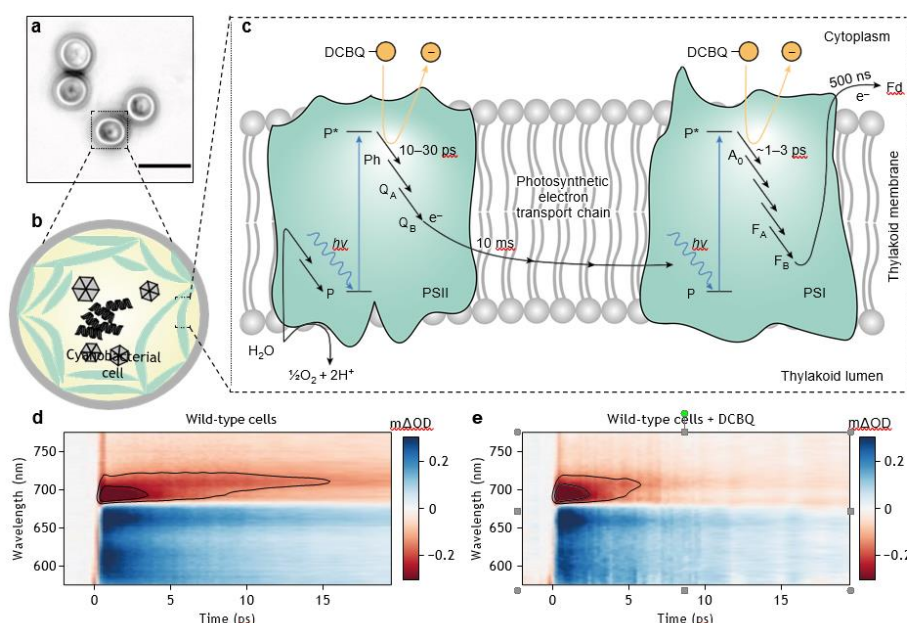 a
b
Cyanobacterial
cell
c
Cytoplasm
DCBQ
−
DCBQ
−
500 ns
e⁻
Fd
P*
10–30 ps
Ph
Q_A
Q_B
e⁻
hν
P
PSII
H₂O
½O₂ + 2H⁺
Photosynthetic
electron
transport chain
10 ms
P*
~1–3 ps
A₀
F_A
F_B
hν
P
PSI
Thylakoid membrane
Thylakoid lumen
d
Wild-type cells
mΔOD
Wavelength (nm)
750
700
650
600
0
5
10
15
Time (ps)
0.2
0
−0.2
e
Wild-type cells + DCBQ
mΔOD
Wavelength (nm)
750
700
650
600
0
5
10
15
Time (ps)
0.2
0
−0.2